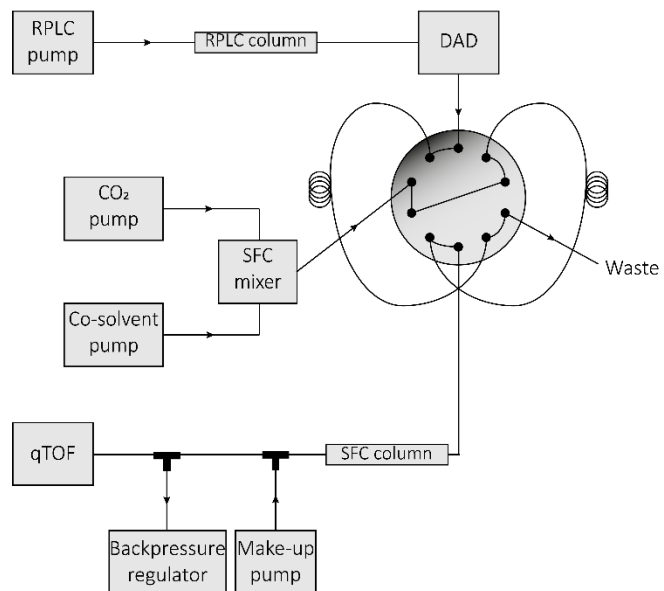 RPLC
pump
RPLC column
DAD
CO₂
pump
SFC
mixer
Co-solvent
pump
Waste
qTOF
SFC column
Backpressure
regulator
Make-up
pump